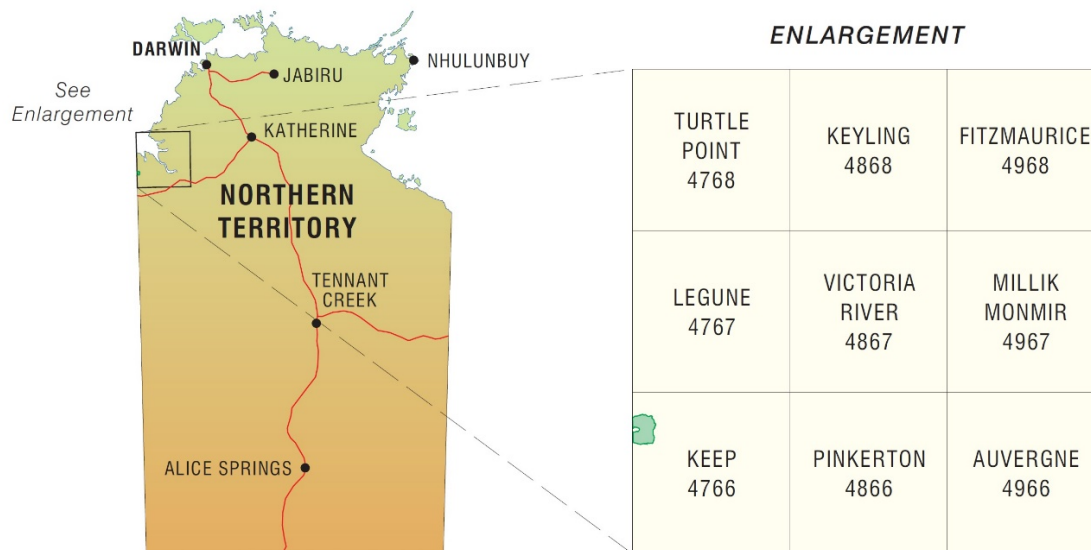 DARWIN
JABIRU
NHULUNBUY
See
Enlargement
KATHERINE
NORTHERN
TERRITORY
TENNANT
CREEK
ALICE SPRINGS
ENLARGEMENT
TURTLE
POINT
4768
KEYLING
4868
FITZMAURICE
4968
LEGUNE
4767
VICTORIA
RIVER
4867
MILLIK
MONMIR
4967
KEEP
4766
PINKERTON
4866
AUVERGNE
4966